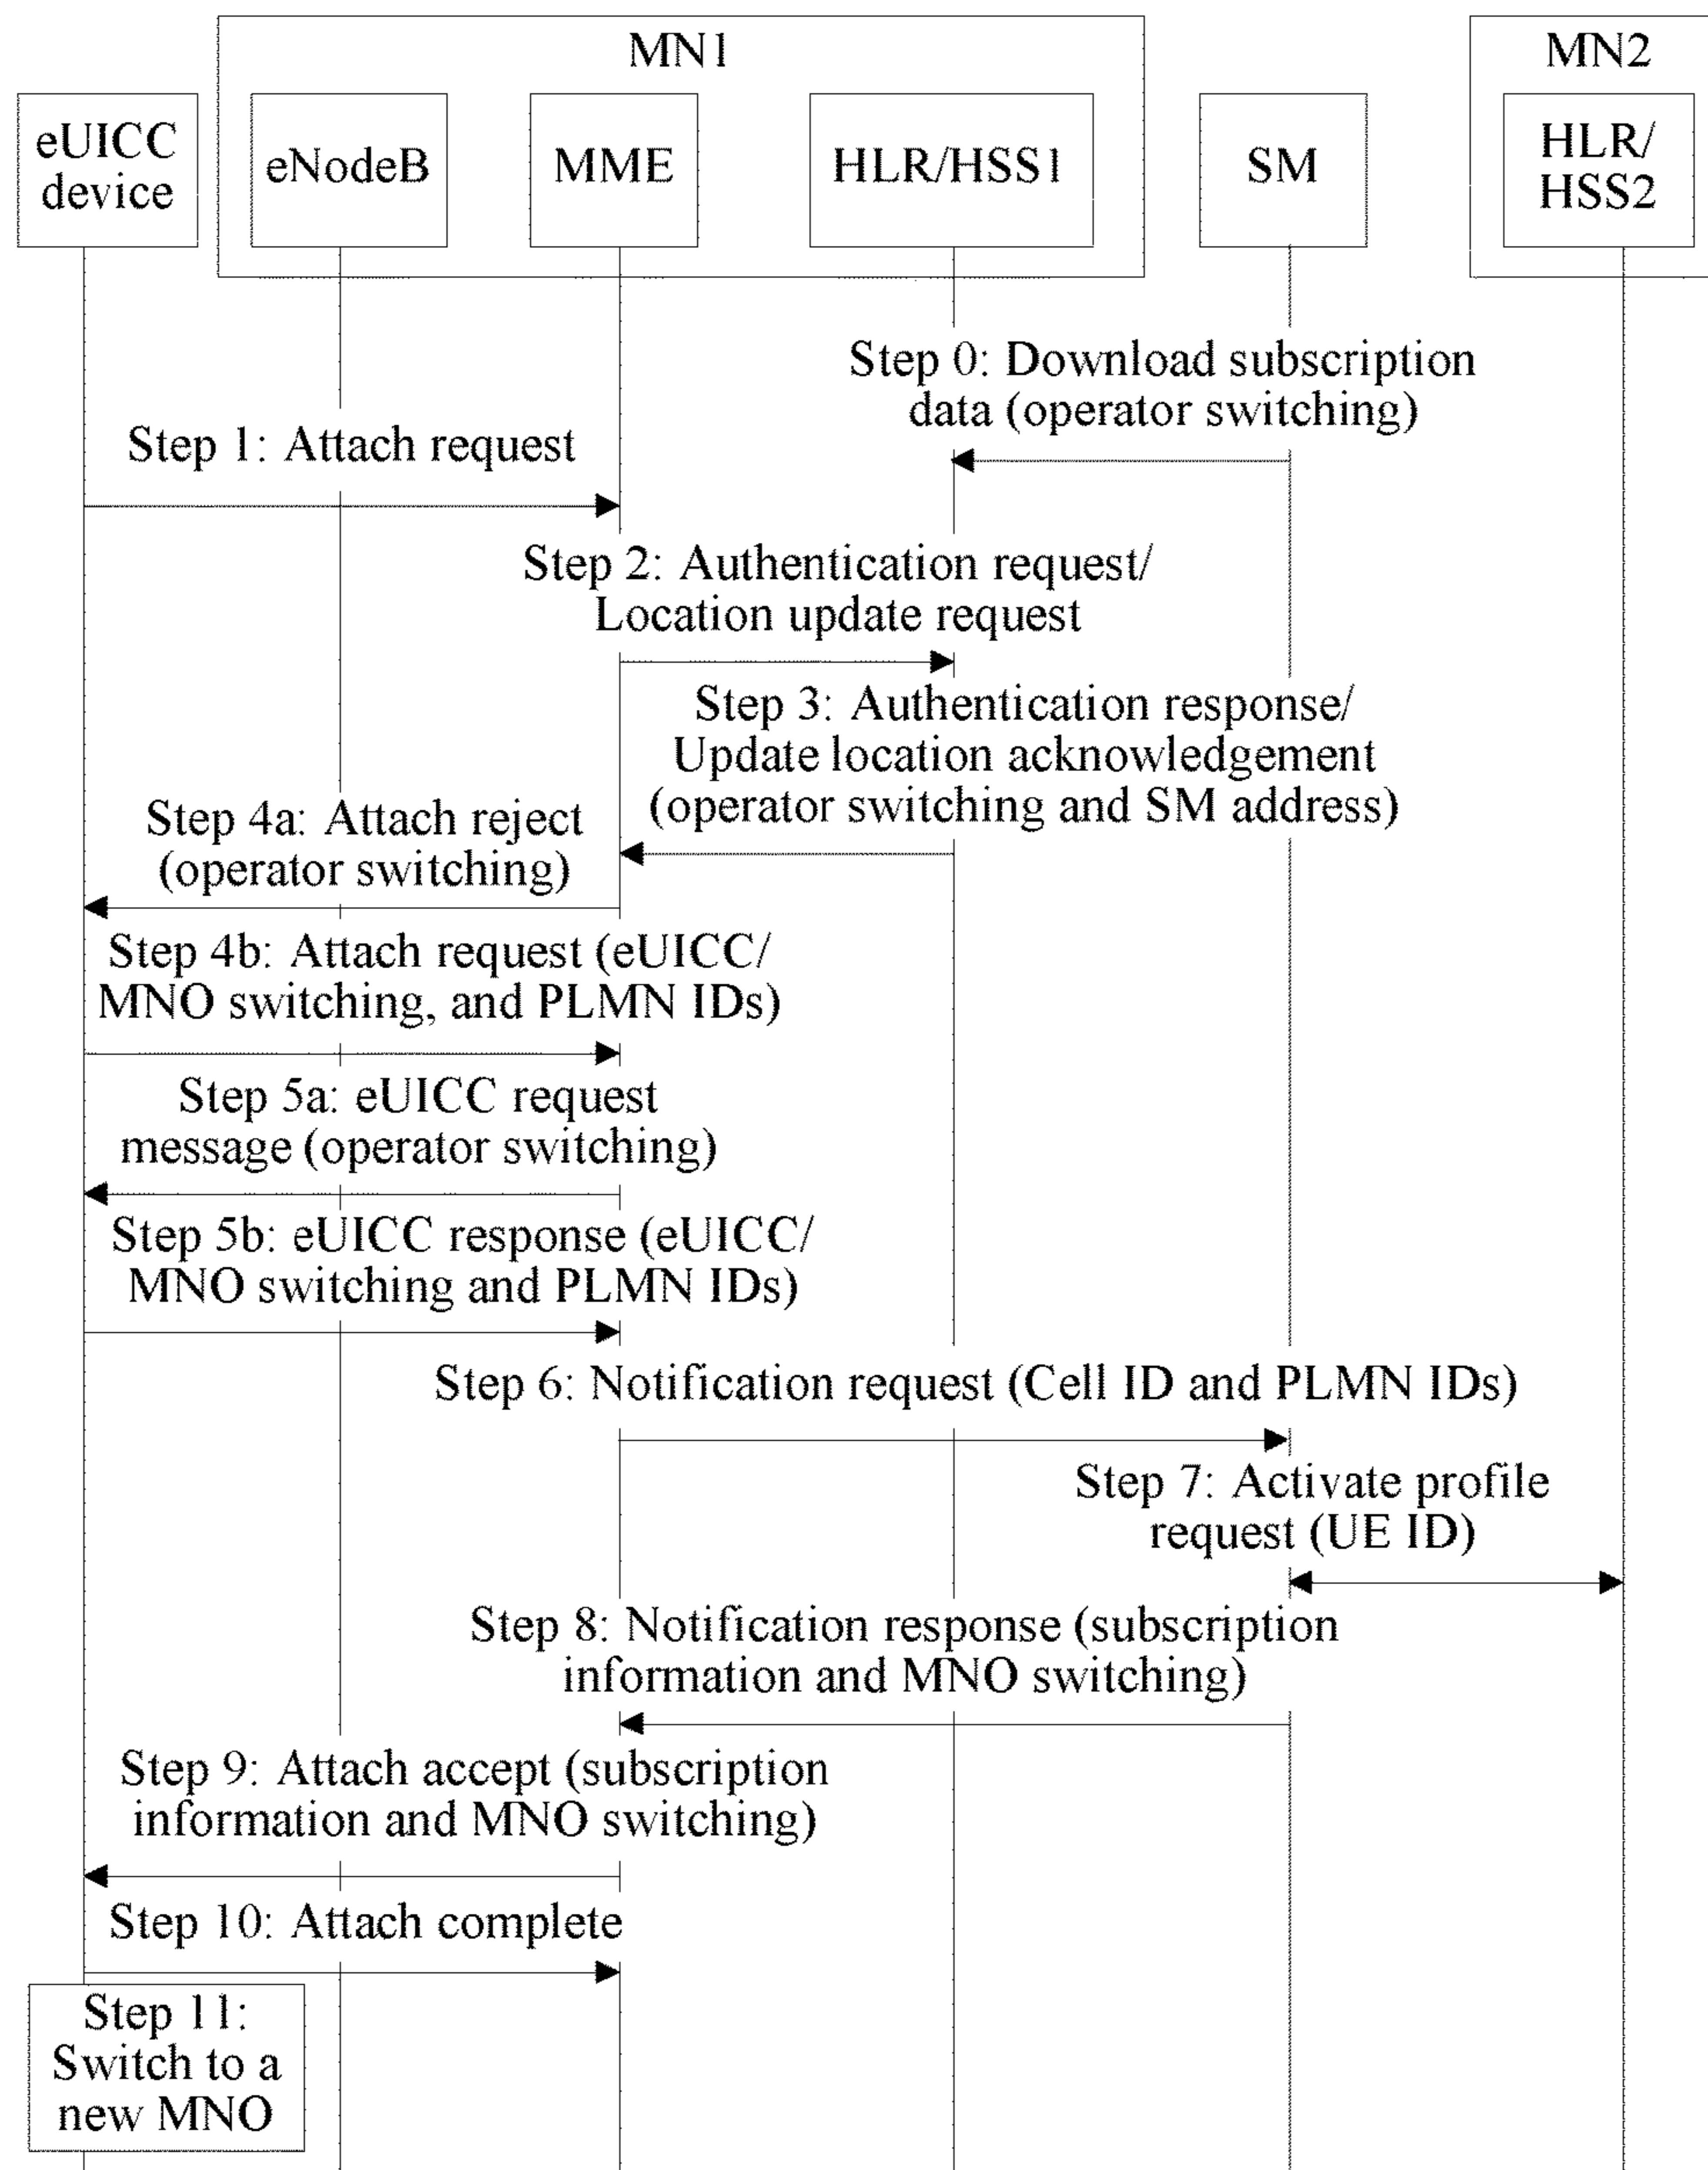 MN1
MN2
eUICC
device
eNodeB
MME
HLR/HSS1
SM
HLR/
HSS2
Step 0: Download subscription
data (operator switching)
Step 1: Attach request
Step 2: Authentication request/
Location update request
Step 3: Authentication response/
Update location acknowledgement
(operator switching and SM address)
Step 4a: Attach reject
(operator switching)
Step 4b: Attach request (eUICC/
MNO switching, and PLMN IDs)
Step 5a: eUICC request
message (operator switching)
Step 5b: eUICC response (eUICC/
MNO switching and PLMN IDs)
Step 6: Notification request (Cell ID and PLMN IDs)
Step 7: Activate profile
request (UE ID)
Step 8: Notification response (subscription
information and MNO switching)
Step 9: Attach accept (subscription
information and MNO switching)
Step 10: Attach complete
Step 11:
Switch to a
new MNO